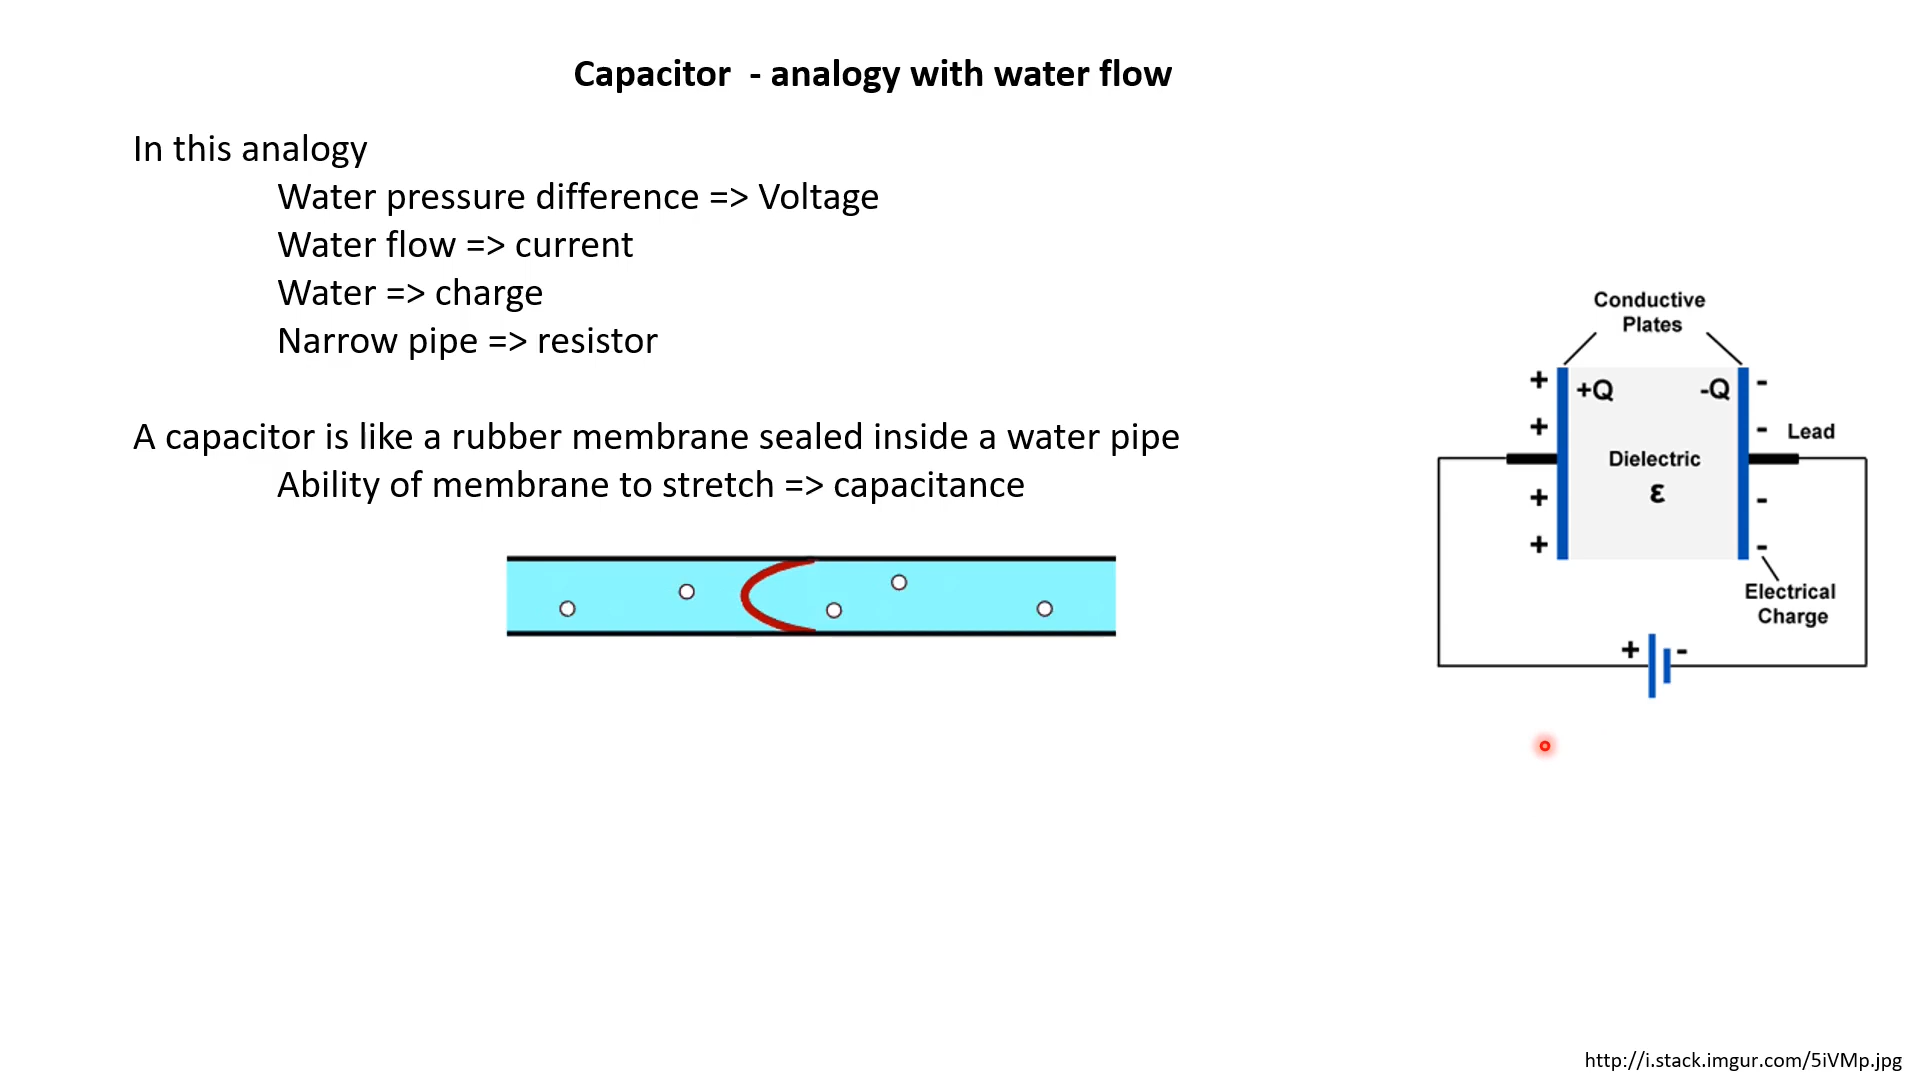 Capacitor  - analogy with water flow
In this analogy
Water pressure difference => Voltage
Water flow => current
Water => charge
Narrow pipe => resistor
A capacitor is like a rubber membrane sealed inside a water pipe
Ability of membrane to stretch => capacitance
Conductive
Plates
+ +Q -Q -
+ - Lead
Dielectric
ε
+ -
+ -
Electrical
Charge
+ -
http://i.stack.imgur.com/5iVMp.jpg